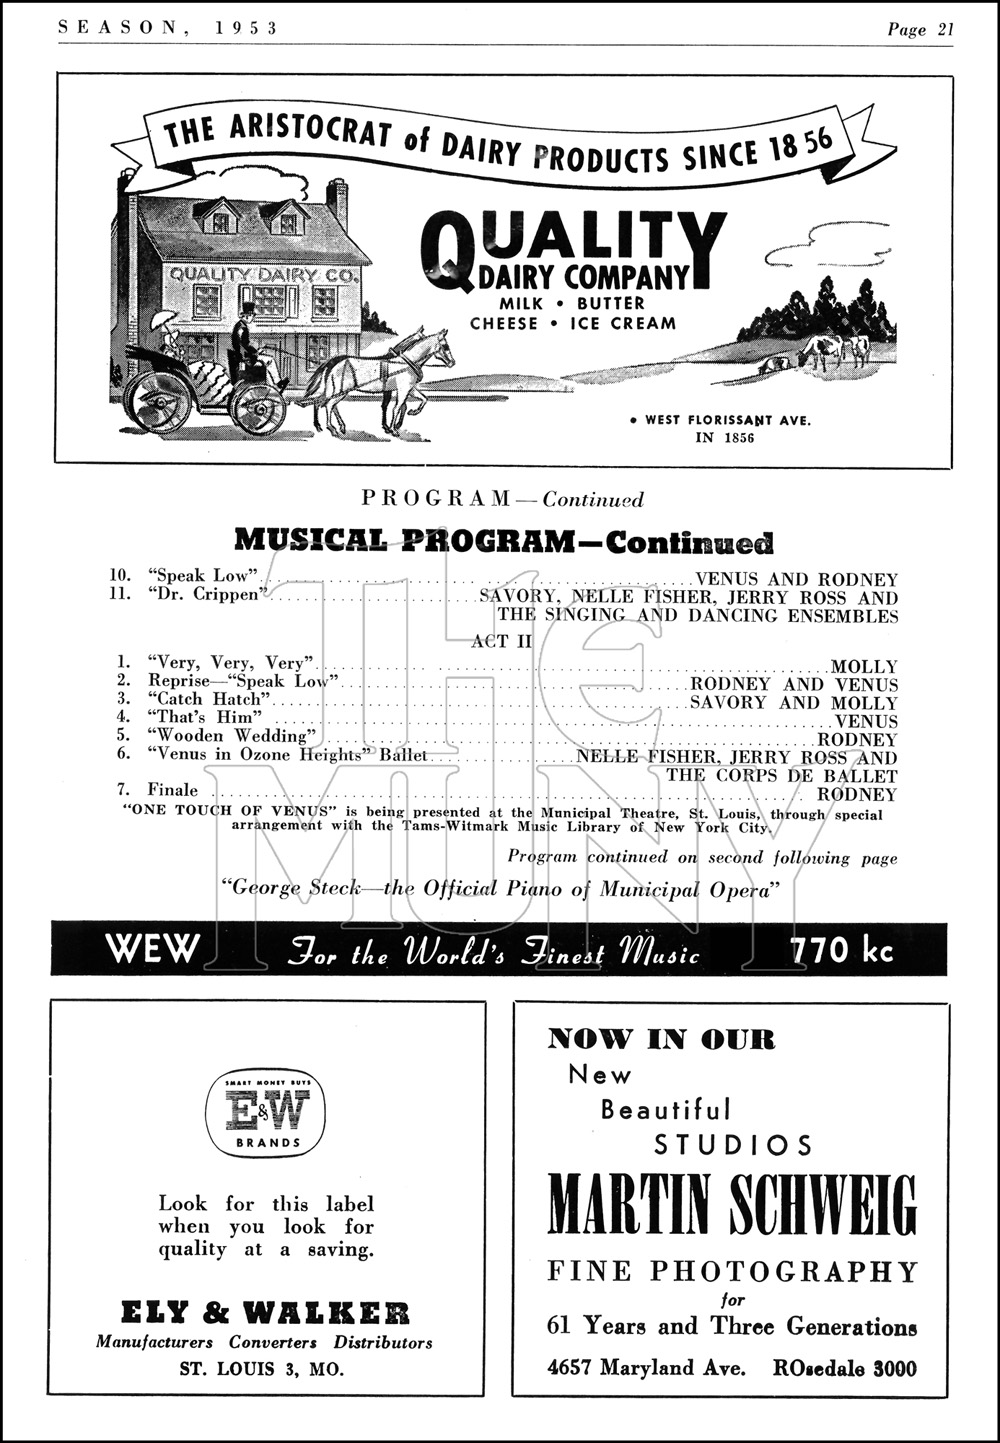 SEASON, 1953 Page 21
THE ARISTOCRAT of DAIRY PRODUCTS SINCE 1856
QUALITY DAIRY CO.
QUALITY
DAIRY COMPANY
MILK • BUTTER
CHEESE • ICE CREAM
• WEST FLORISSANT AVE.
IN 1856
PROGRAM—Continued
MUSICAL PROGRAM—Continued
10. “Speak Low” VENUS AND RODNEY
11. “Dr. Crippen” SAVORY, NELLE FISHER, JERRY ROSS AND
THE SINGING AND DANCING ENSEMBLES
ACT II
1. “Very, Very, Very” MOLLY
2. Reprise—“Speak Low” RODNEY AND VENUS
3. “Catch Hatch” SAVORY AND MOLLY
4. “That’s Him” VENUS
5. “Wooden Wedding” RODNEY
6. “Venus in Ozone Heights” Ballet NELLE FISHER, JERRY ROSS AND
THE CORPS DE BALLET
7. Finale RODNEY
“ONE TOUCH OF VENUS” is being presented at the Municipal Theatre, St. Louis, through special
arrangement with the Tams-Witmark Music Library of New York City.
Program continued on second following page
“George Steck—the Official Piano of Municipal Opera”
THE
MUNY
WEW For the World’s Finest Music 770 kc
SMART MONEY BUYS
E&W
BRANDS
Look for this label
when you look for
quality at a saving.
ELY & WALKER
Manufacturers Converters Distributors
ST. LOUIS 3, MO.
NOW IN OUR
New
Beautiful
STUDIOS
MARTIN SCHWEIG
FINE PHOTOGRAPHY
for
61 Years and Three Generations
4657 Maryland Ave. ROsedale 3000